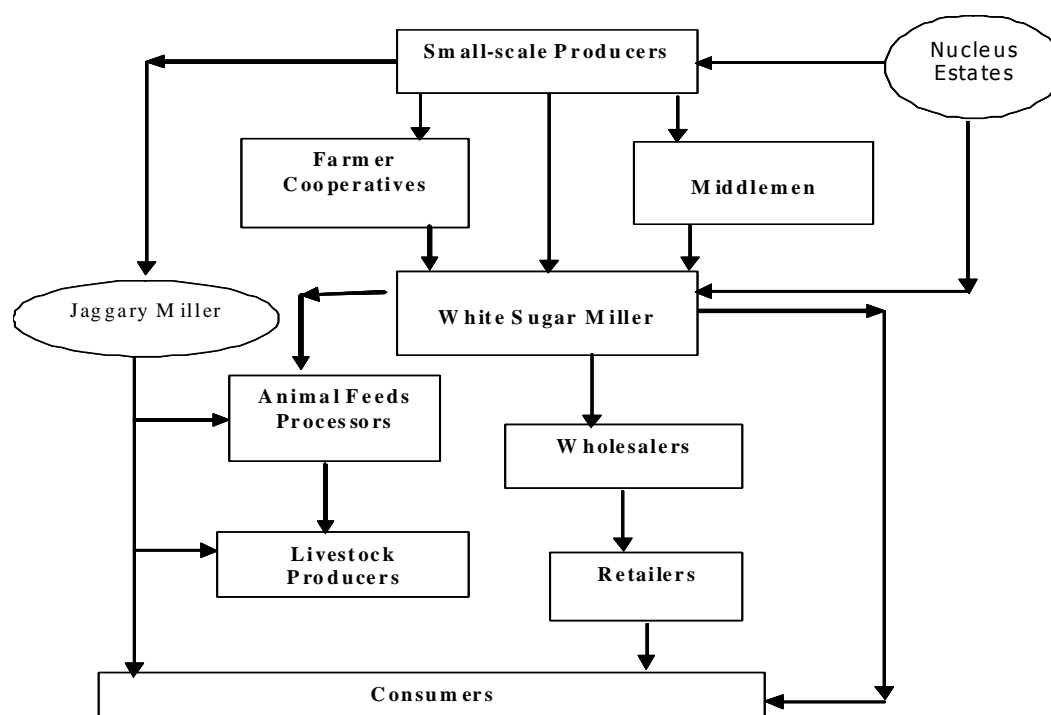 Small-scale Producers
Nucleus
Estates
Farmer
Cooperatives
Middlemen
Jaggary Miller
White Sugar Miller
Animal Feeds
Processors
Wholesalers
Livestock
Producers
Retailers
Consumers